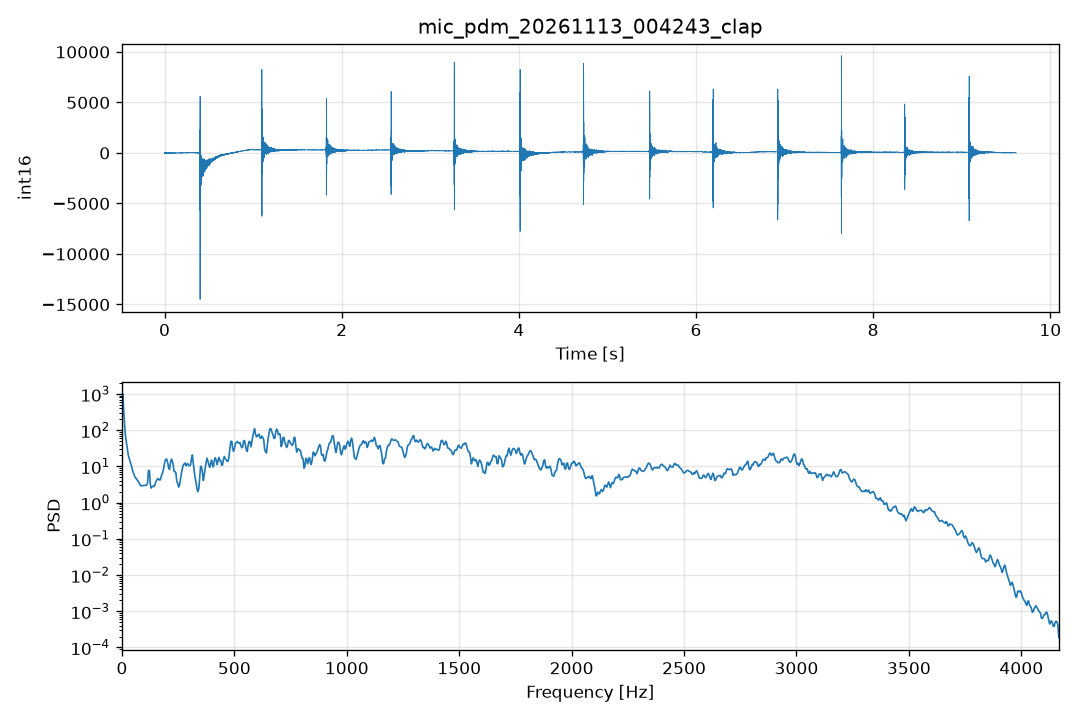 mic_pdm_20261113_004243_clap
10000
5000
0
−5000
−10000
−15000
int16
0 2 4 6 8 10
Time [s]
10³
10²
10¹
10⁰
10⁻¹
10⁻²
10⁻³
10⁻⁴
PSD
0 500 1000 1500 2000 2500 3000 3500 4000
Frequency [Hz]